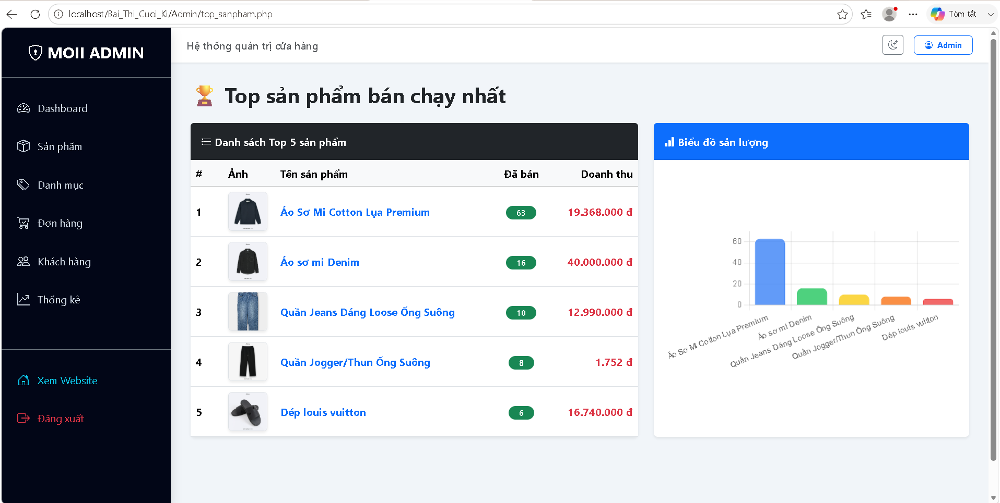 localhost/Bai_Thi_Cuoi_Ki/Admin/top_sanpham.php
Tóm tắt
MOII ADMIN
Hệ thống quản trị cửa hàng
Admin
Dashboard
Sản phẩm
Danh mục
Đơn hàng
Khách hàng
Thống kê
Xem Website
Đăng xuất
Top sản phẩm bán chạy nhất
Danh sách Top 5 sản phẩm
# Ảnh Tên sản phẩm Đã bán Doanh thu
1 Áo Sơ Mi Cotton Lụa Premium 63 19.368.000 đ
2 Áo sơ mi Denim 16 40.000.000 đ
3 Quần Jeans Dáng Loose Ống Suông 10 12.990.000 đ
4 Quần Jogger/Thun Ống Suông 8 1.752 đ
5 Dép louis vuitton 6 16.740.000 đ
Biểu đồ sản lượng
60
40
20
0
Áo Sơ Mi Cotton Lụa Premium
Áo sơ mi Denim
Quần Jeans Dáng Loose Ống Suông
Quần Jogger/Thun Ống Suông
Dép louis vuitton